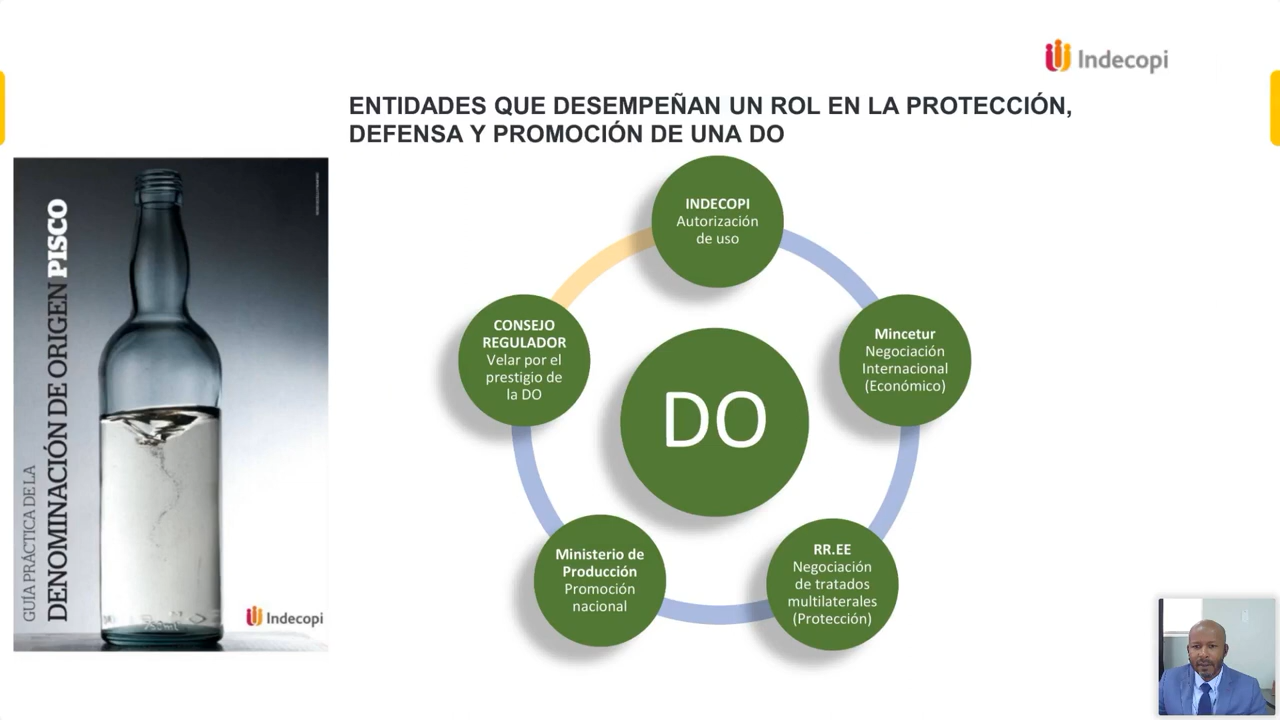 Indecopi
ENTIDADES QUE DESEMPEÑAN UN ROL EN LA PROTECCIÓN,
DEFENSA Y PROMOCIÓN DE UNA DO
GUÍA PRÁCTICA DE LA
DENOMINACIÓN DE ORIGEN PISCO
Indecopi
INDECOPI
Autorización
de uso
Mincetur
Negociación
Internacional
(Económico)
RR.EE
Negociación
de tratados
multilaterales
(Protección)
Ministerio de
Producción
Promoción
nacional
CONSEJO
REGULADOR
Velar por el
prestigio de
la DO
DO